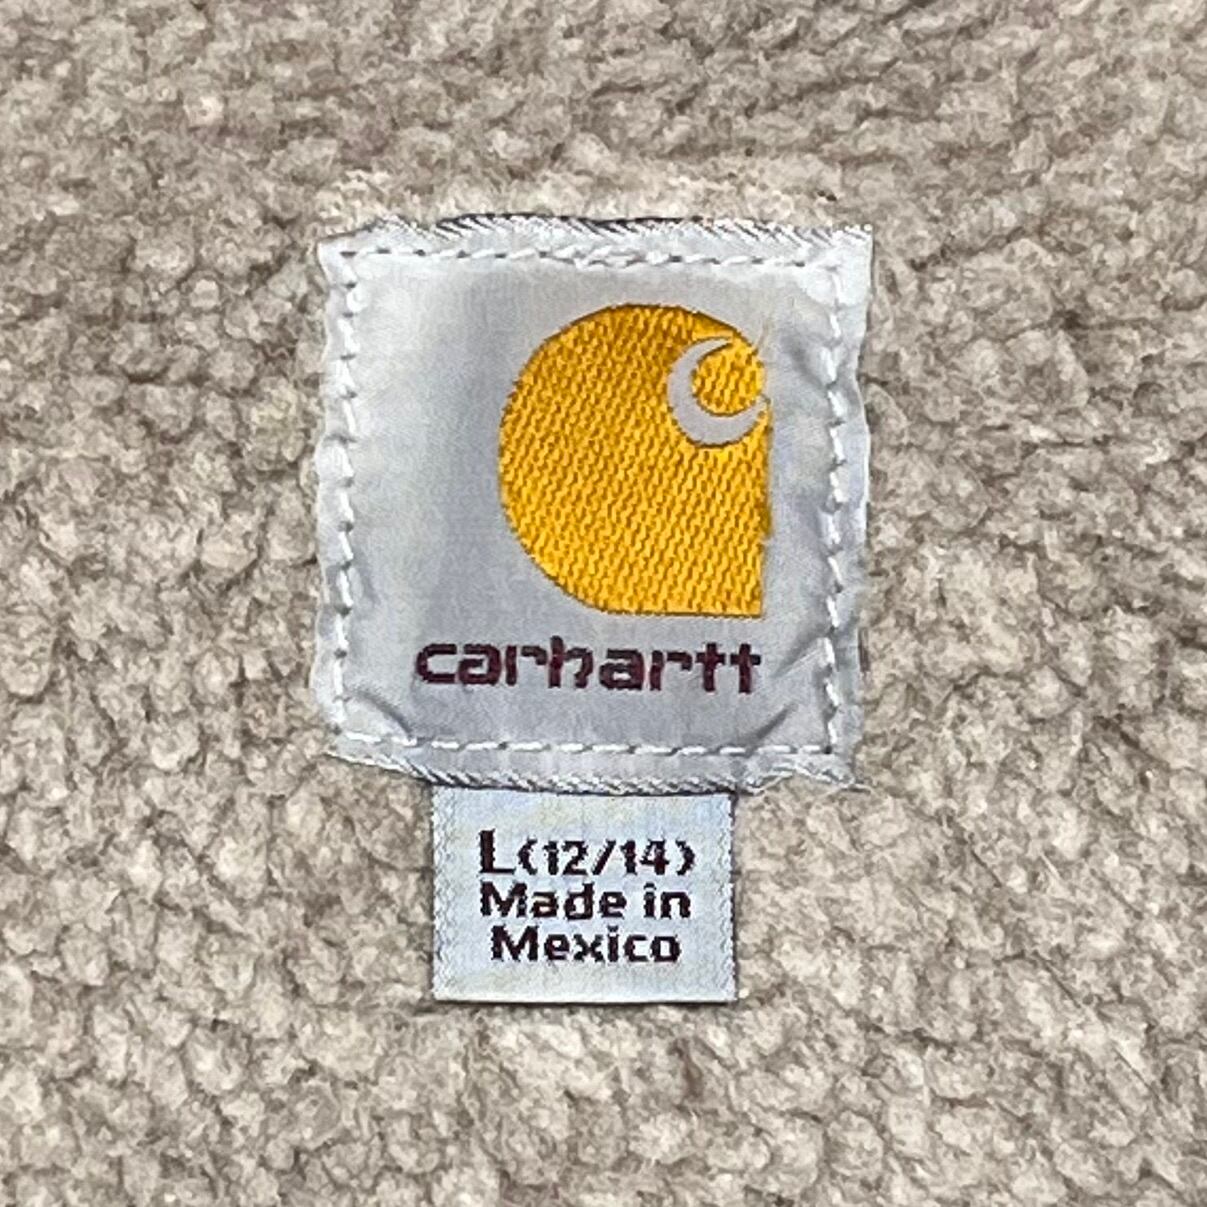 carhartt
L(12/14)
Made in
Mexico